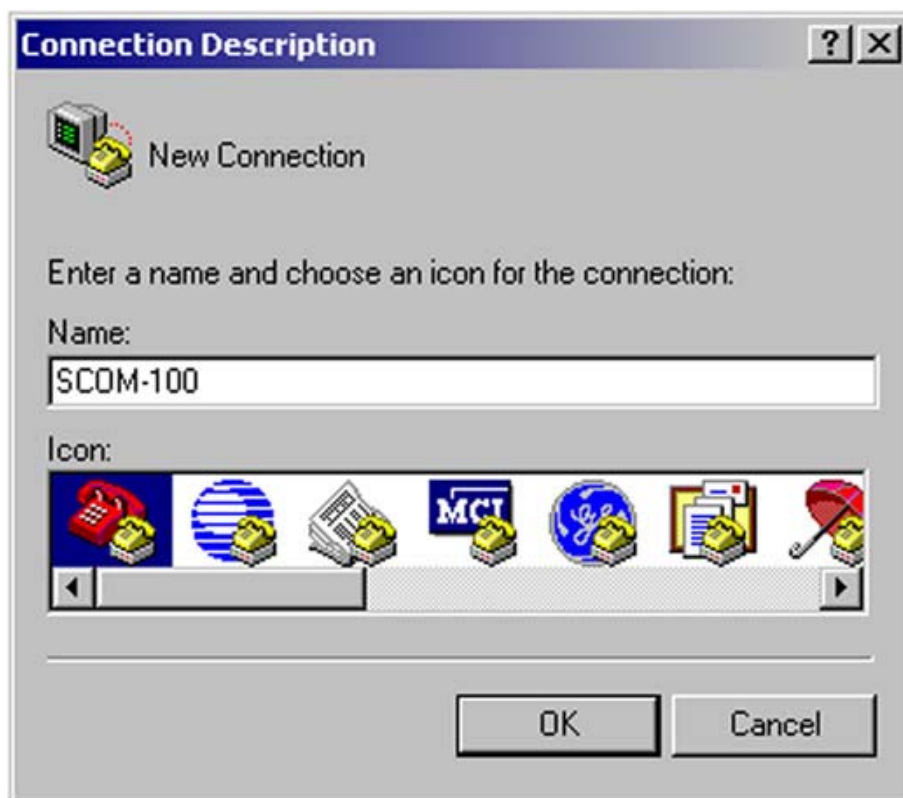 Connection Description
New Connection
Enter a name and choose an icon for the connection:
Name:
SCOM-100
Icon:
MCI
OK
Cancel